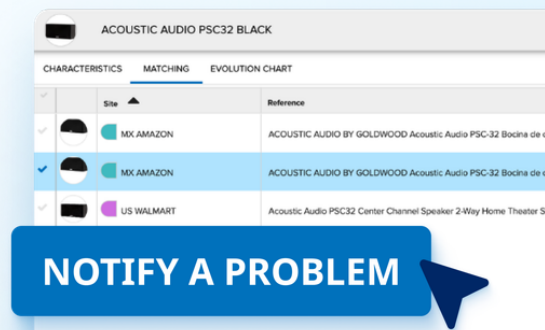 ACOUSTIC AUDIO PSC32 BLACK
CHARACTERISTICS MATCHING EVOLUTION CHART
Site Reference
MX AMAZON ACOUSTIC AUDIO BY GOLDWOOD Acoustic Audio PSC-32 Bocina de
MX AMAZON ACOUSTIC AUDIO BY GOLDWOOD Acoustic Audio PSC-32 Bocina de
US WALMART Acoustic Audio PSC32 Center Channel Speaker 2-Way Home Theater
NOTIFY A PROBLEM